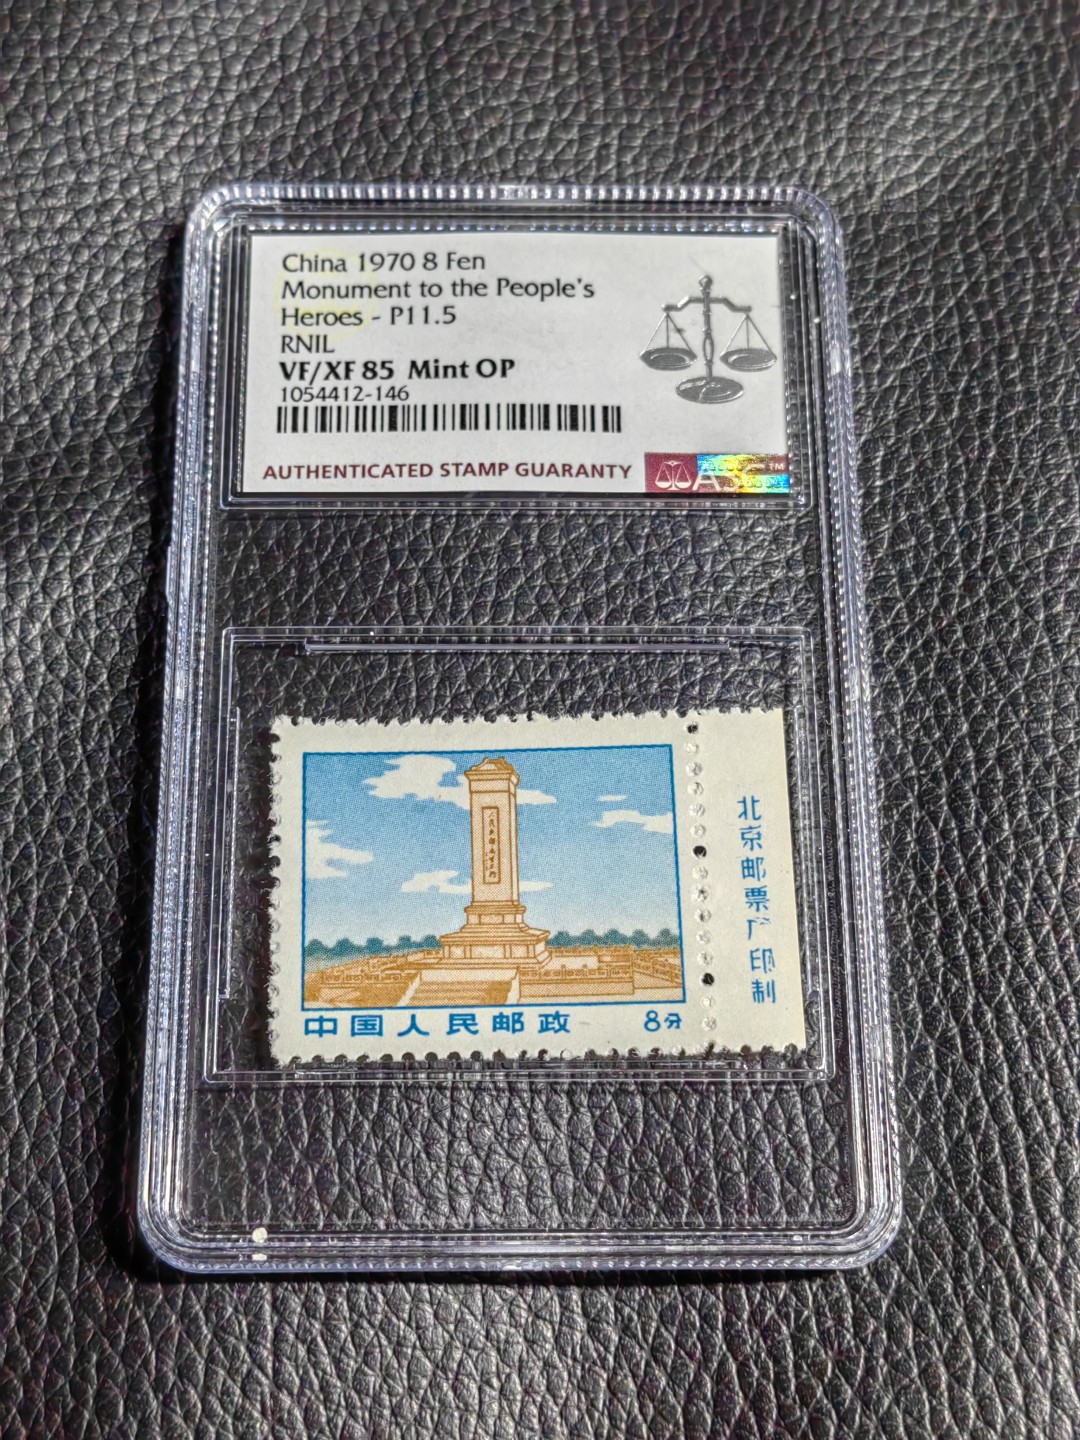 China 1970 8 Fen
Monument to the People's
Heroes - P11.5
RNIL
VF/XF 85 Mint OP
1054412-146
AUTHENTICATED STAMP GUARANTY
TM
中国人民邮政 8分
北京邮票厂印制